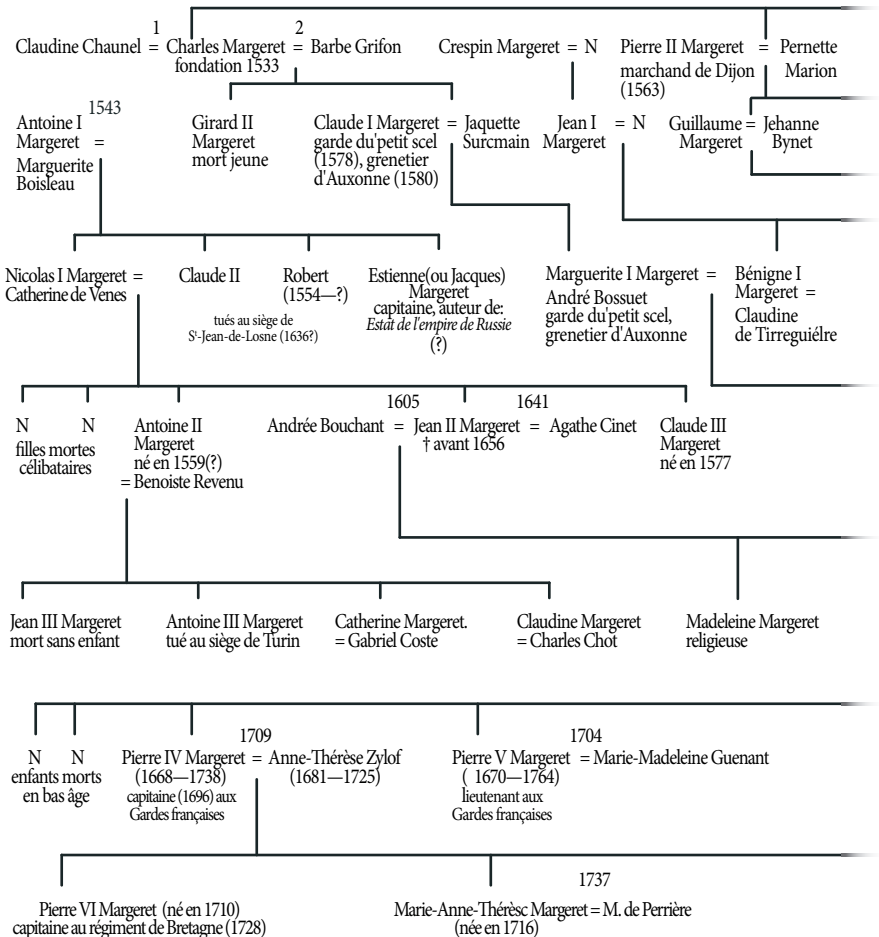 1 2
Claudine Chaunel = Charles Margeret = Barbe Grifon Crespin Margeret = N Pierre II Margeret = Pernette
fondation 1533 marchand de Dijon Marion
(1563)
1543
Antoine I Girard II Claude I Margeret = Jaquette Jean I = N Guillaume = Jehanne
Margeret = Margeret garde du'petit scel Surcmain Margeret Margeret Bynet
Marguerite mort jeune (1578), grenetier
Boisleau d'Auxonne (1580)
Nicolas I Margeret = Claude II Robert Estienne(ou Jacques) Marguerite I Margeret = Bénigne I
Catherine de Venes (1554—?) Margeret André Bossuet Margeret =
capitaine, auteur de: garde du'petit scel, Claudine
tués au siège de Estat de l'empire de Russie grenetier d'Auxonne de Tirreguiélre
St-Jean-de-Losne (1636?) (?)
1605 1641
N N Antoine II Andrée Bouchant = Jean II Margeret = Agathe Cinet Claude III
filles mortes Margeret † avant 1656 Margeret
célibataires né en 1559(?) né en 1577
= Benoiste Revenu
Jean III Margeret Antoine III Margeret Catherine Margeret. Claudine Margeret Madeleine Margeret
mort sans enfant tué au siège de Turin = Gabriel Coste = Charles Chot religieuse
1709 1704
N N Pierre IV Margeret = Anne-Thérèse Zylof Pierre V Margeret = Marie-Madeleine Guenant
enfants morts (1668—1738) (1681—1725) ( 1670—1764)
en bas âge capitaine (1696) aux lieutenant aux
Gardes françaises Gardes françaises
1737
Pierre VI Margeret (né en 1710) Marie-Anne-Thérèsc Margeret = M. de Perrière
capitaine au régiment de Bretagne (1728) (née en 1716)